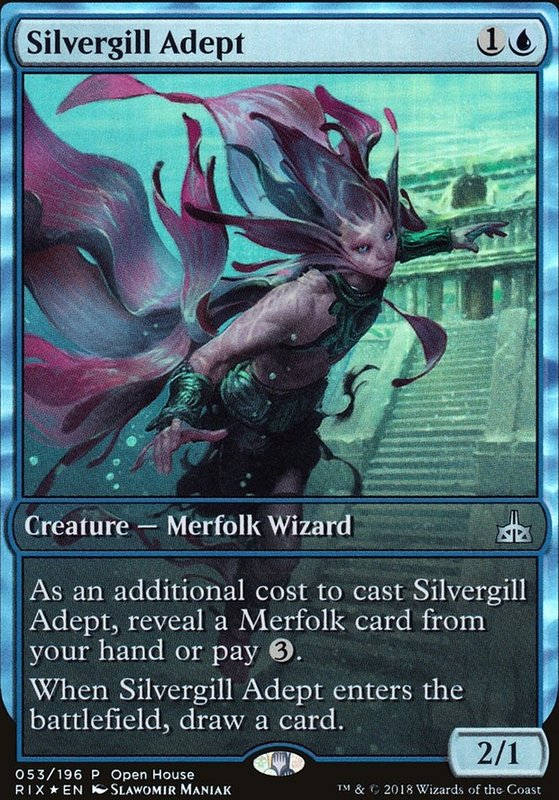 Silvergill Adept 1
Creature — Merfolk Wizard
As an additional cost to cast Silvergill
Adept, reveal a Merfolk card from
your hand or pay 3.
When Silvergill Adept enters the
battlefield, draw a card.
2/1
053/196 P Open House
RIX★EN Slawomir Maniak
™ & © 2018 Wizards of the Coast